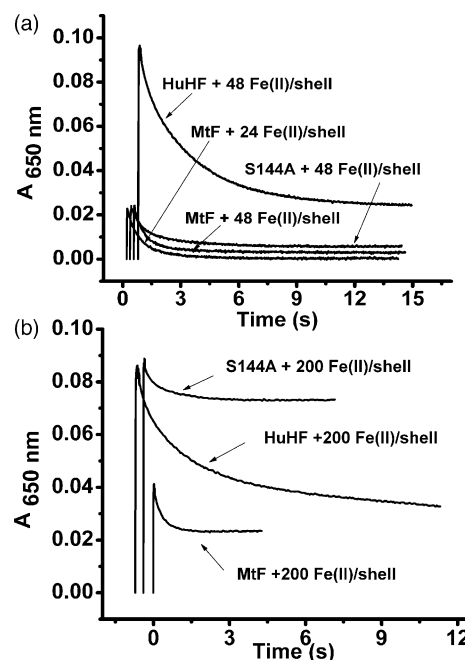 (a)
0.10
0.08
0.06
0.04
0.02
0.00
A 650 nm
HuHF + 48 Fe(II)/shell
MtF + 24 Fe(II)/shell
S144A + 48 Fe(II)/shell
MtF + 48 Fe(II)/shell
0 3 6 9 12 15
Time (s)
(b)
0.10
0.08
0.06
0.04
0.02
0.00
A 650 nm
S144A + 200 Fe(II)/shell
HuHF +200 Fe(II)/shell
MtF +200 Fe(II)/shell
0 3 6 9 12
Time (s)